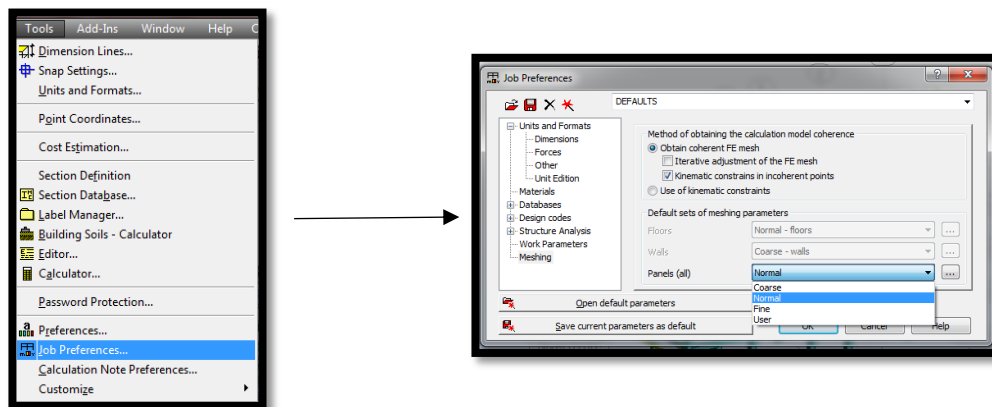 Tools Add-Ins Window Help
Dimension Lines...
Snap Settings...
Units and Formats...
Point Coordinates...
Cost Estimation...
Section Definition
Section Database...
Label Manager...
Building Soils - Calculator
Editor...
Calculator...
Password Protection...
Preferences...
Job Preferences...
Calculation Note Preferences...
Customize
Job Preferences
DEFAULTS
Units and Formats
Dimensions
Forces
Other
Unit Edition
Materials
Databases
Design codes
Structure Analysis
Work Parameters
Meshing
Method of obtaining the calculation model coherence
Obtain coherent FE mesh
Iterative adjustment of the FE mesh
Kinematic constrains in incoherent points
Use of kinematic constraints
Default sets of meshing parameters
Floors Normal - floors ...
Walls Coarse - walls ...
Panels (all) Normal ...
Coarse
Normal
Fine
User
Open default parameters
Save current parameters as default
OK Cancel Help